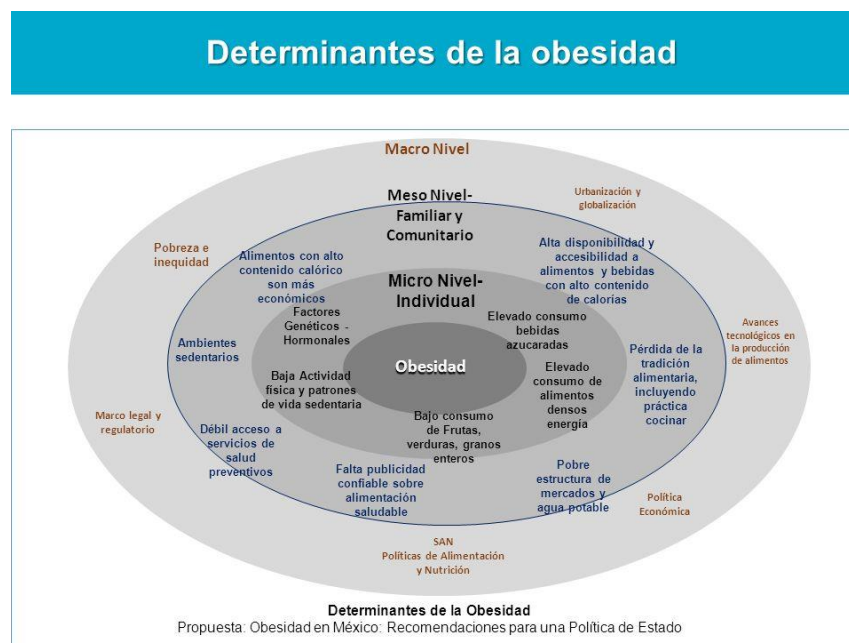 Determinantes de la obesidad
Macro Nivel
Meso Nivel-
Familiar y
Comunitario
Urbanización y
globalización
Pobreza e
inequidad
Alimentos con alto
contenido calórico
son más
económicos
Alta disponibilidad y
accesibilidad a
alimentos y bebidas
con alto contenido
de calorías
Micro Nivel-
Individual
Factores
Genéticos -
Hormonales
Elevado consumo
bebidas
azucaradas
Avances
tecnológicos en
la producción
de alimentos
Ambientes
sedentarios
Obesidad
Pérdida de la
tradición
alimentaria,
incluyendo
práctica
cocinar
Baja Actividad
física y patrones
de vida sedentaria
Elevado
consumo de
alimentos
densos
energía
Marco legal y
regulatorio
Bajo consumo
de Frutas,
verduras, granos
enteros
Débil acceso a
servicios de
salud
preventivos
Falta publicidad
confiable sobre
alimentación
saludable
Pobre
estructura de
mercados y
agua potable
Política
Económica
SAN
Políticas de Alimentación
y Nutrición
Determinantes de la Obesidad
Propuesta: Obesidad en México: Recomendaciones para una Política de Estado